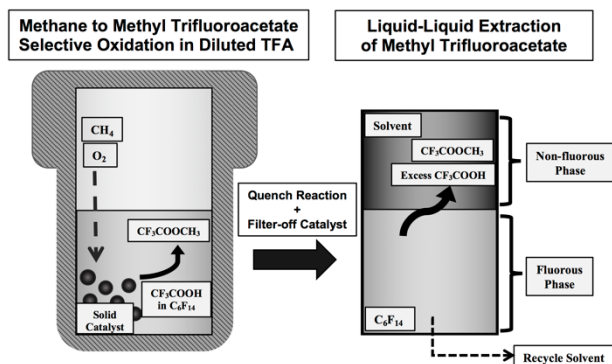 Methane to Methyl Trifluoroacetate
Selective Oxidation in Diluted TFA
CH4
O2
CF3COOCH3
CF3COOH
in C6F14
Solid
Catalyst
Quench Reaction
+
Filter-off Catalyst
Liquid-Liquid Extraction
of Methyl Trifluoroacetate
Solvent
CF3COOCH3
Excess CF3COOH
Non-fluorous
Phase
Fluorous
Phase
C6F14
Recycle Solvent